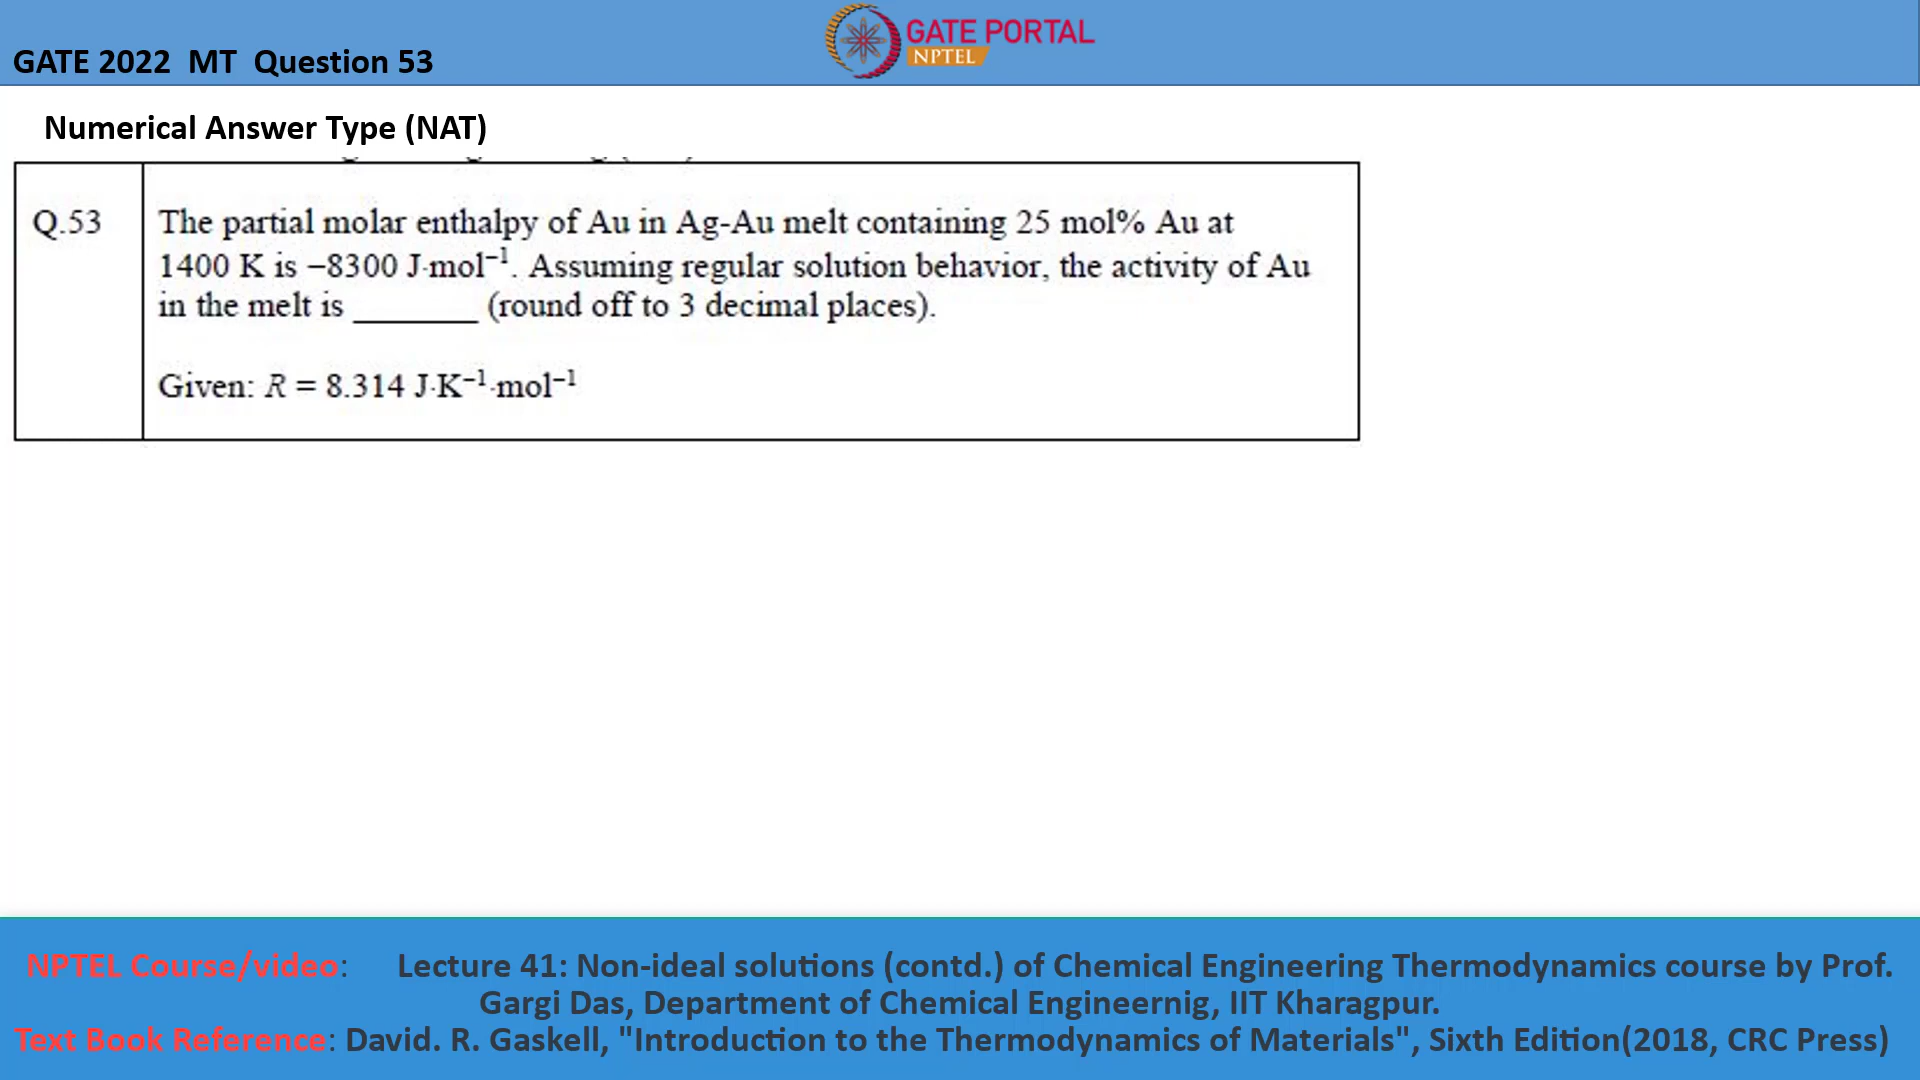 GATE PORTAL
NPTEL
GATE 2022 MT Question 53
Numerical Answer Type (NAT)
Q.53
The partial molar enthalpy of Au in Ag-Au melt containing 25 mol% Au at
1400 K is −8300 J·mol⁻¹. Assuming regular solution behavior, the activity of Au
in the melt is _______ (round off to 3 decimal places).
Given: R = 8.314 J·K⁻¹·mol⁻¹
NPTEL Course/video: Lecture 41: Non-ideal solutions (contd.) of Chemical Engineering Thermodynamics course by Prof.
Gargi Das, Department of Chemical Engineernig, IIT Kharagpur.
Text Book Reference: David. R. Gaskell, "Introduction to the Thermodynamics of Materials", Sixth Edition(2018, CRC Press)